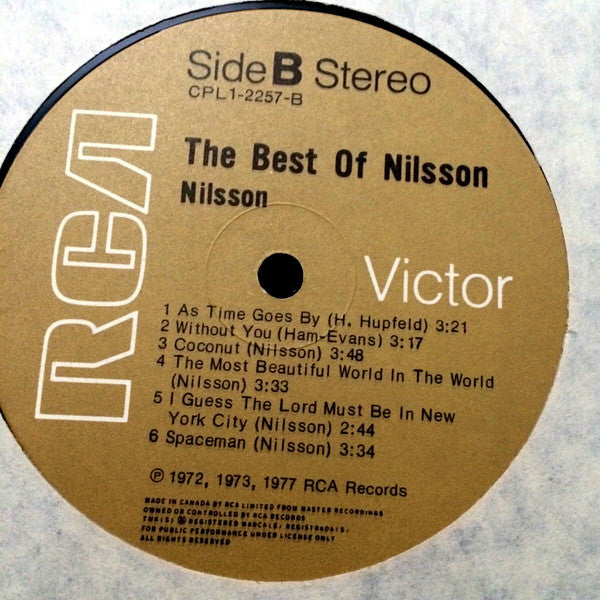 Side B Stereo
CPL1-2257-B
The Best Of Nilsson
Nilsson
RCA
Victor
1 As Time Goes By (H. Hupfeld) 3:21
2 Without You (Ham-Evans) 3:17
3 Coconut (Nilsson) 3:48
4 The Most Beautiful World In The World
(Nilsson) 3:33
5 I Guess The Lord Must Be In New
York City (Nilsson) 2:44
6 Spaceman (Nilsson) 3:34
℗ 1972, 1973, 1977 RCA Records
MADE IN CANADA BY RCA LIMITED FROM MASTER RECORDINGS
OWNED OR CONTROLLED BY RCA RECORDS
TMK(S) ® REGISTERED MARCA(S) REGISTRADA(S)
FOR PUBLIC PERFORMANCE UNDER LICENSE ONLY
ALL RIGHTS RESERVED